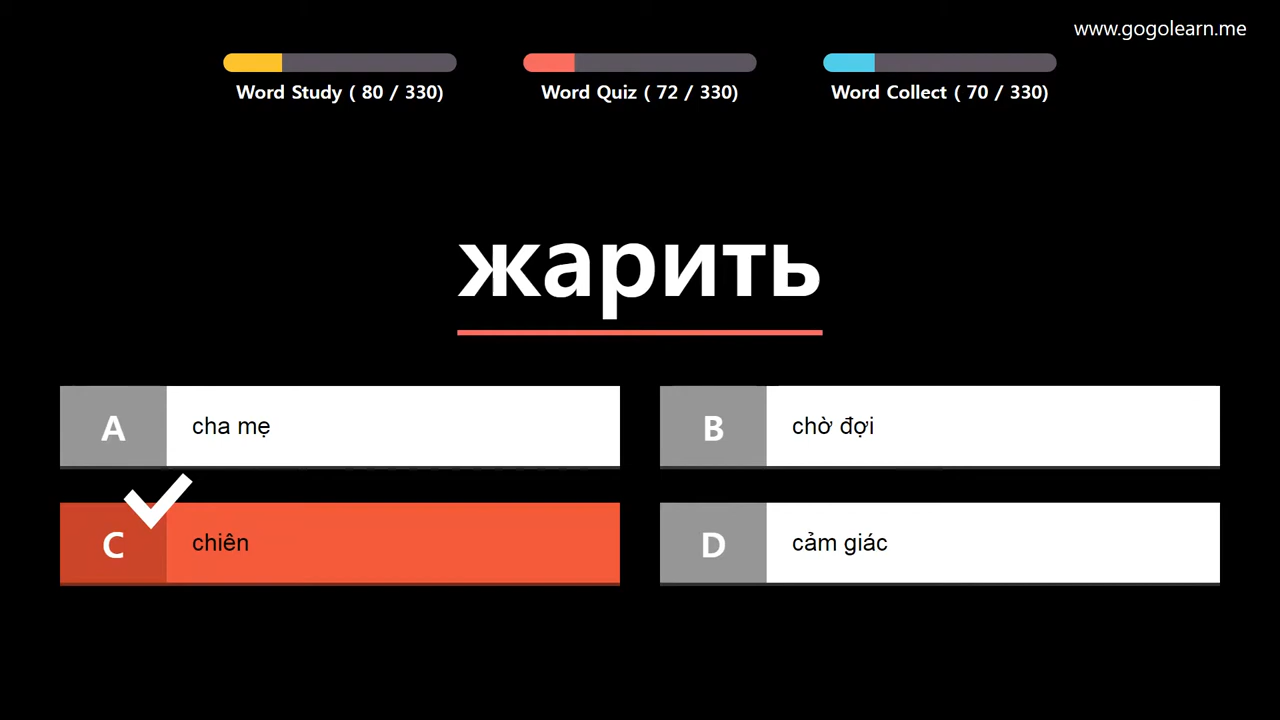 www.gogolearn.me
Word Study ( 80 / 330)
Word Quiz ( 72 / 330)
Word Collect ( 70 / 330)
жарить
A cha mẹ
B chờ đợi
C chiên
D cảm giác